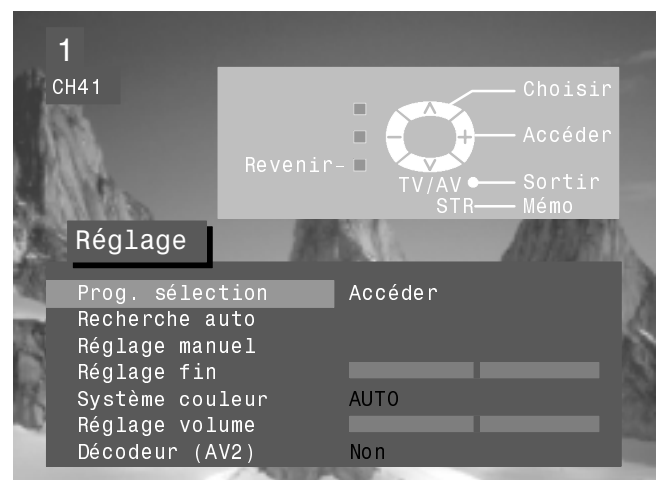 1
CH41
Choisir
Accéder
Revenir-
TV/AV Sortir
STR Mémo
Réglage
Prog. sélection Accéder
Recherche auto
Réglage manuel
Réglage fin
Système couleur AUTO
Réglage volume
Décodeur (AV2) Non